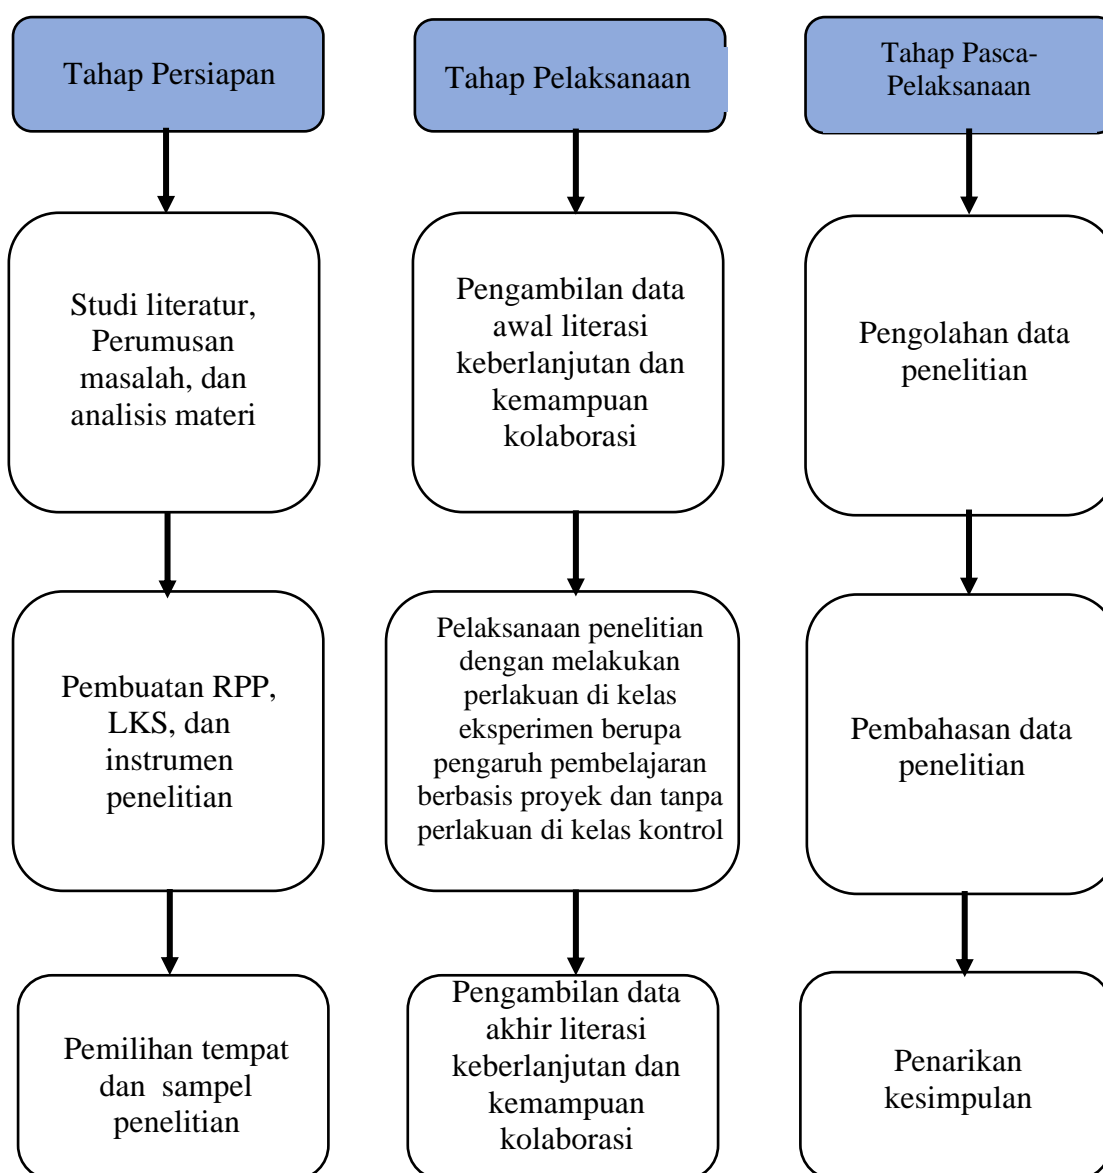 Tahap Persiapan
Studi literatur,
Perumusan
masalah, dan
analisis materi
Pembuatan RPP,
LKS, dan
instrumen
penelitian
Pemilihan tempat
dan sampel
penelitian
Tahap Pelaksanaan
Pengambilan data
awal literasi
keberlanjutan dan
kemampuan
kolaborasi
Pelaksanaan penelitian
dengan melakukan
perlakuan di kelas
eksperimen berupa
pengaruh pembelajaran
berbasis proyek dan tanpa
perlakuan di kelas kontrol
Pengambilan data
akhir literasi
keberlanjutan dan
kemampuan
kolaborasi
Tahap Pasca-
Pelaksanaan
Pengolahan data
penelitian
Pembahasan data
penelitian
Penarikan
kesimpulan